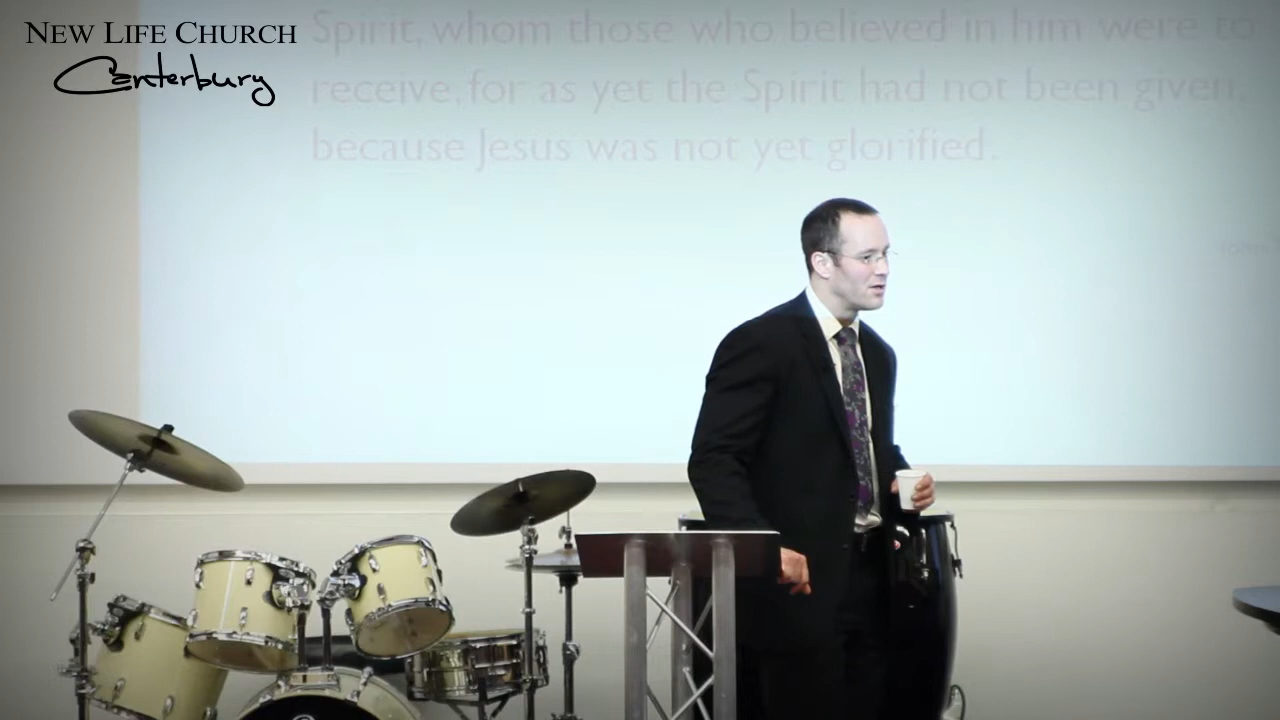 NEW LIFE CHURCH
Canterbury
Spirit, whom those who believed in him were to
receive, for as yet the Spirit had not been given,
because Jesus was not yet glorified.